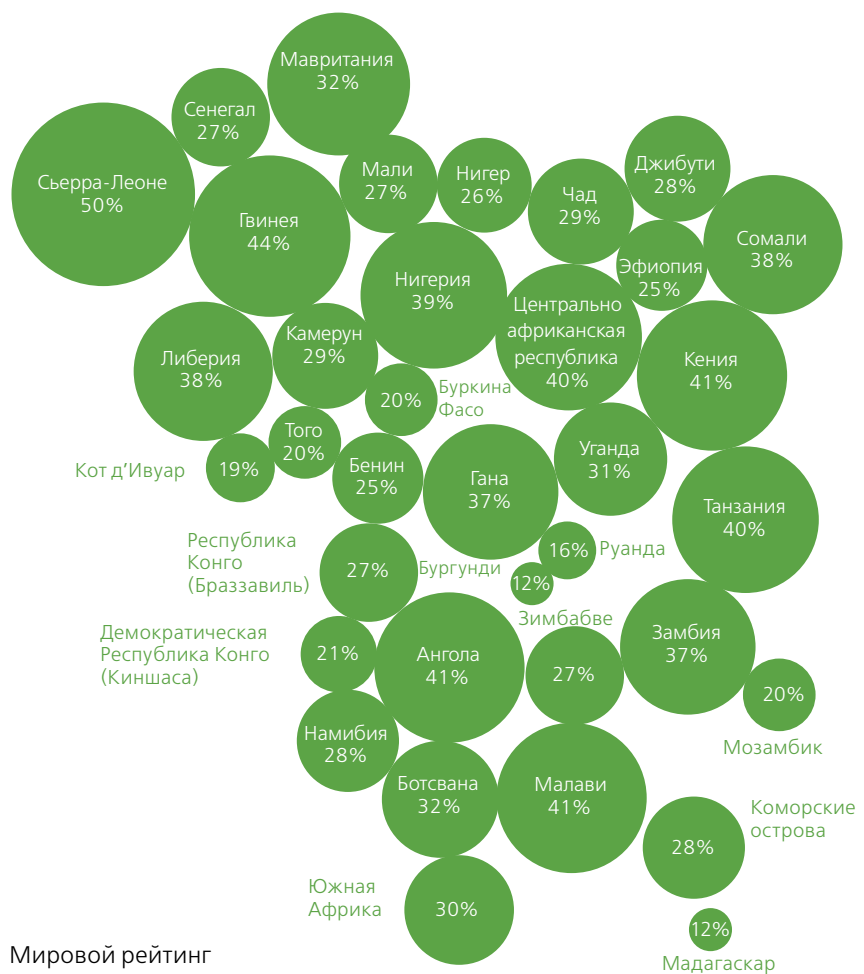 Мавритания
32%
Сенегал
27%
Сьерра-Леоне
50%
Гвинея
44%
Мали
27%
Нигер
26%
Чад
29%
Джибути
28%
Эфиопия
25%
Сомали
38%
Нигерия
39%
Центрально
африканская
республика
40%
Кения
41%
Либерия
38%
Камерун
29%
20%
Буркина
Фасо
Того
20%
Кот д’Ивуар
19%
Бенин
25%
Гана
37%
Уганда
31%
Танзания
40%
Республика
Конго
(Браззавиль)
27%
Бургунди
12%
16%
Руанда
Демократическая
Республика Конго
(Киншаса)
21%
Ангола
41%
Зимбабве
27%
Замбия
37%
20%
Мозамбик
Намибия
28%
Ботсвана
32%
Малави
41%
Коморские
острова
28%
Южная
Африка
30%
12%
Мадагаскар
Мировой рейтинг